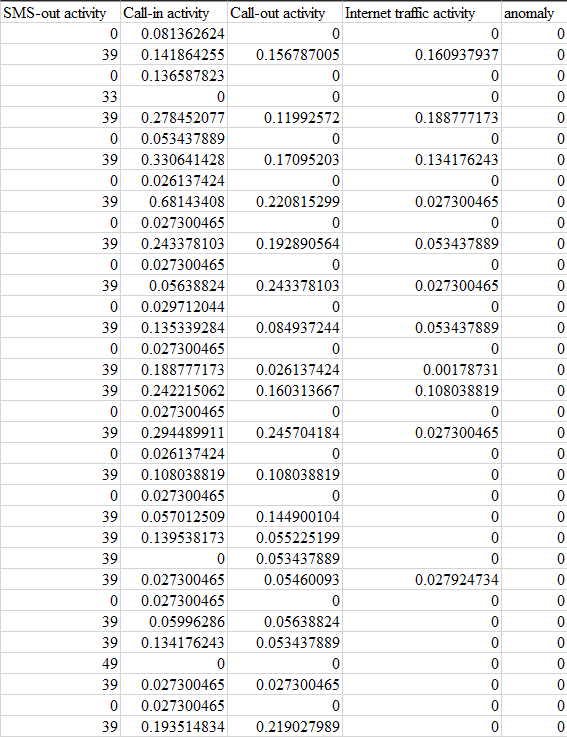 SMS-out activity Call-in activity Call-out activity Internet traffic activity anomaly
0 0.081362624 0 0 0
39 0.141864255 0.156787005 0.160937937 0
0 0.136587823 0 0 0
33 0 0 0 0
39 0.278452077 0.11992572 0.188777173 0
0 0.053437889 0 0 0
39 0.330641428 0.17095203 0.134176243 0
0 0.026137424 0 0 0
39 0.68143408 0.220815299 0.027300465 0
0 0.027300465 0 0 0
39 0.243378103 0.192890564 0.053437889 0
0 0.027300465 0 0 0
39 0.05638824 0.243378103 0.027300465 0
0 0.029712044 0 0 0
39 0.135339284 0.084937244 0.053437889 0
0 0.027300465 0 0 0
39 0.188777173 0.026137424 0.00178731 0
39 0.242215062 0.160313667 0.108038819 0
0 0.027300465 0 0 0
39 0.294489911 0.245704184 0.027300465 0
0 0.026137424 0 0 0
39 0.108038819 0.108038819 0 0
0 0.027300465 0 0 0
39 0.057012509 0.144900104 0 0
39 0.139538173 0.055225199 0 0
39 0 0.053437889 0 0
39 0.027300465 0.05460093 0.027924734 0
0 0.027300465 0 0 0
39 0.05996286 0.05638824 0 0
39 0.134176243 0.053437889 0 0
49 0 0 0 0
39 0.027300465 0.027300465 0 0
0 0.027300465 0 0 0
39 0.193514834 0.219027989 0 0